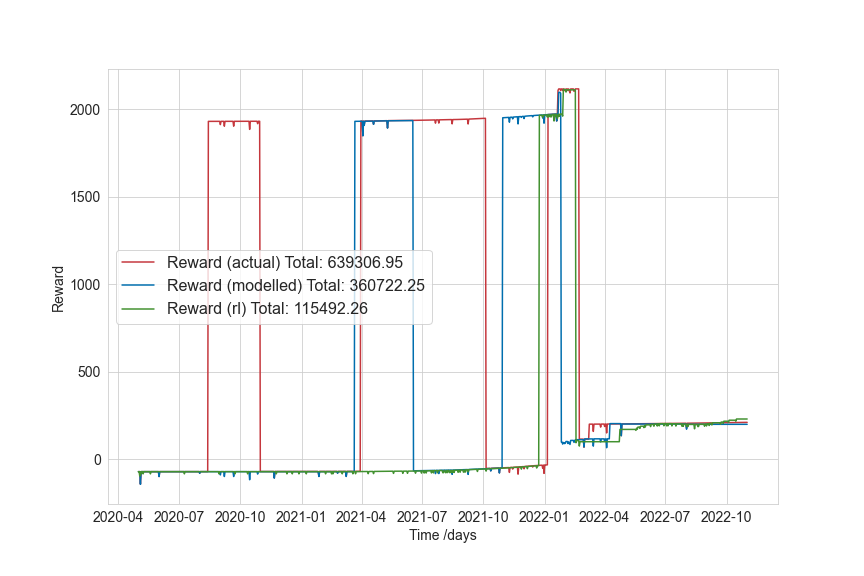 2000
1500
1000
500
0
Reward
Reward (actual) Total: 639306.95
Reward (modelled) Total: 360722.25
Reward (rl) Total: 115492.26
2020-04 2020-07 2020-10 2021-01 2021-04 2021-07 2021-10 2022-01 2022-04 2022-07 2022-10
Time /days